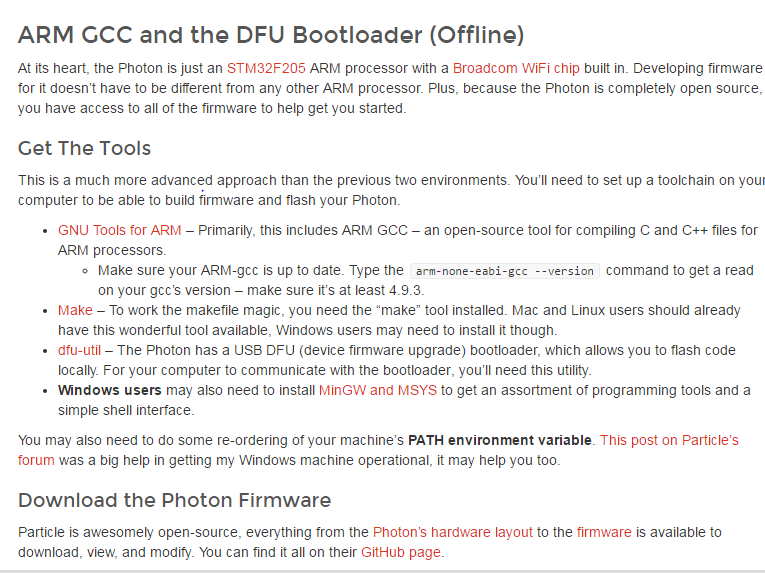 ARM GCC and the DFU Bootloader (Offline)
At its heart, the Photon is just an STM32F205 ARM processor with a Broadcom WiFi chip built in. Developing firmware
for it doesn’t have to be different from any other ARM processor. Plus, because the Photon is completely open source,
you have access to all of the firmware to help get you started.
Get The Tools
This is a much more advanced approach than the previous two environments. You’ll need to set up a toolchain on your
computer to be able to build firmware and flash your Photon.
• GNU Tools for ARM – Primarily, this includes ARM GCC – an open-source tool for compiling C and C++ files for
ARM processors.
◦ Make sure your ARM-gcc is up to date. Type the arm-none-eabi-gcc --version command to get a read
on your gcc’s version – make sure it’s at least 4.9.3.
• Make – To work the makefile magic, you need the “make” tool installed. Mac and Linux users should already
have this wonderful tool available, Windows users may need to install it though.
• dfu-util – The Photon has a USB DFU (device firmware upgrade) bootloader, which allows you to flash code
locally. For your computer to communicate with the bootloader, you’ll need this utility.
• Windows users may also need to install MinGW and MSYS to get an assortment of programming tools and a
simple shell interface.
You may also need to do some re-ordering of your machine’s PATH environment variable. This post on Particle’s
forum was a big help in getting my Windows machine operational, it may help you too.
Download the Photon Firmware
Particle is awesomely open-source, everything from the Photon’s hardware layout to the firmware is available to
download, view, and modify. You can find it all on their GitHub page.